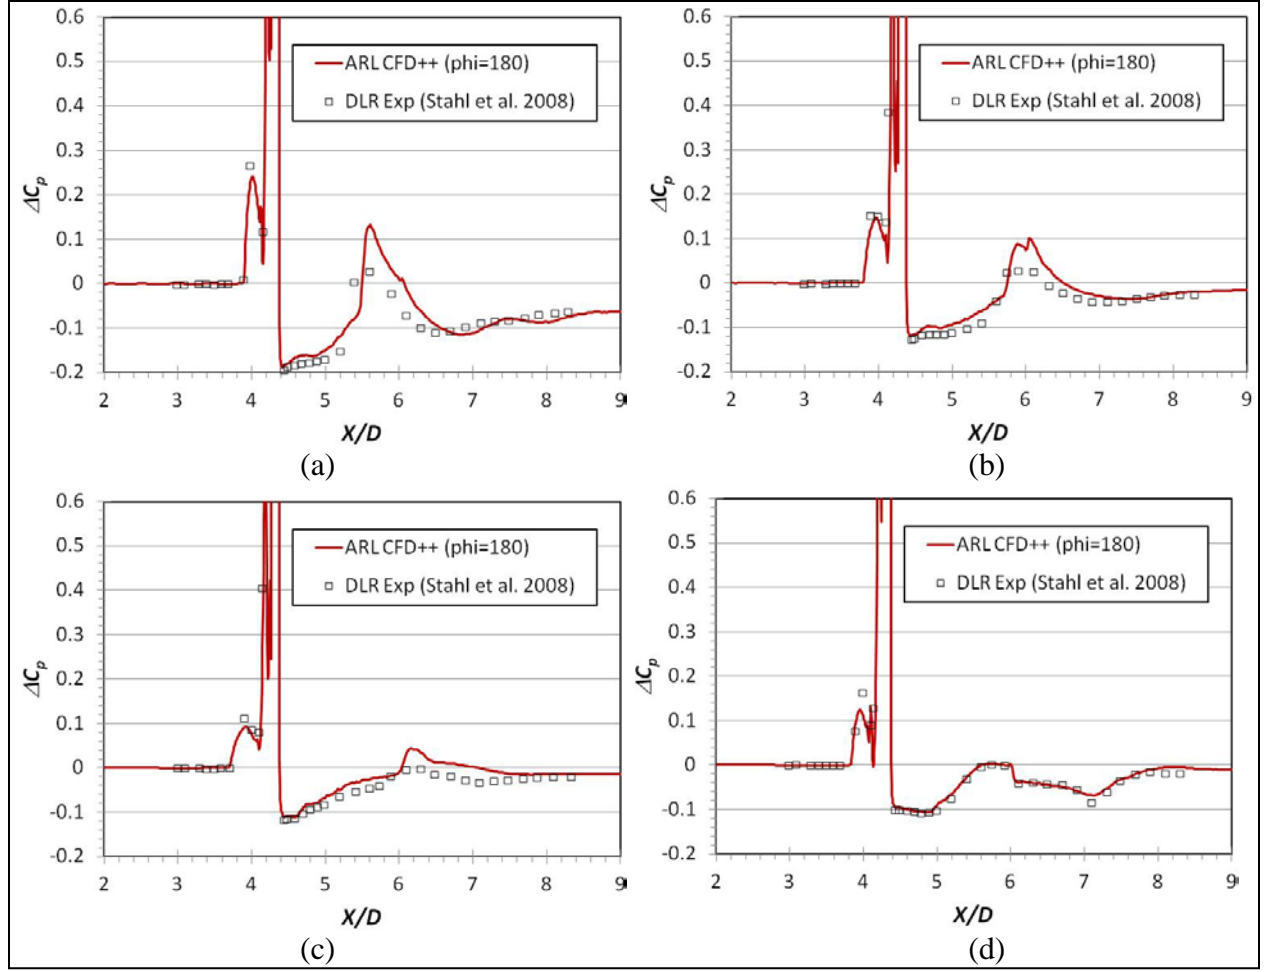 0.6
0.5
0.4
0.3
0.2
0.1
0
-0.1
-0.2
ΔCp
ARL CFD++ (phi=180)
DLR Exp (Stahl et al. 2008)
2 3 4 5 6 7 8 9
X/D
(a)
0.6
0.5
0.4
0.3
0.2
0.1
0
-0.1
-0.2
ΔCp
ARL CFD++ (phi=180)
DLR Exp (Stahl et al. 2008)
2 3 4 5 6 7 8 9
X/D
(b)
0.6
0.5
0.4
0.3
0.2
0.1
0
-0.1
-0.2
ΔCp
ARL CFD++ (phi=180)
DLR Exp (Stahl et al. 2008)
2 3 4 5 6 7 8 9
X/D
(c)
0.6
0.5
0.4
0.3
0.2
0.1
0
-0.1
-0.2
ΔCp
ARL CFD++ (phi=180)
DLR Exp (Stahl et al. 2008)
2 3 4 5 6 7 8 9
X/D
(d)